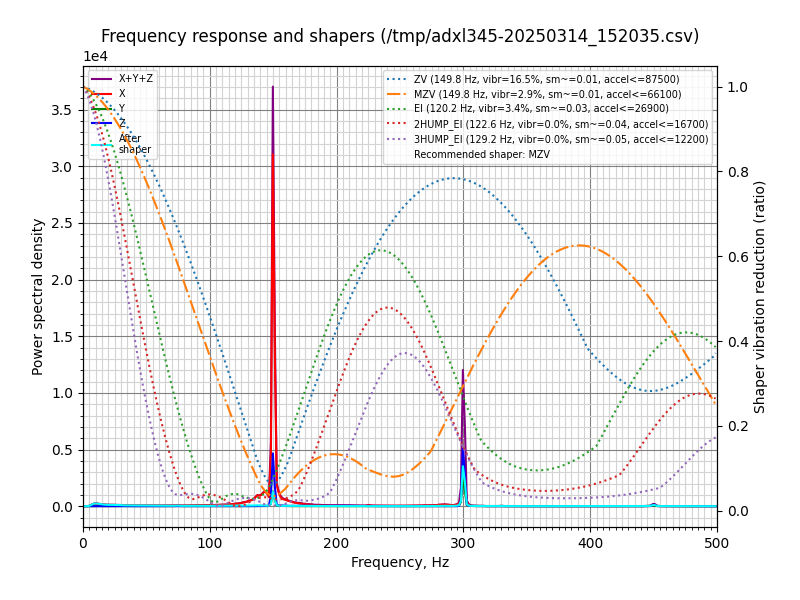 Frequency response and shapers (/tmp/adxl345-20250314_152035.csv)
1e4
X+Y+Z
X
Y
Z
After
shaper
ZV (149.8 Hz, vibr=16.5%, sm~=0.01, accel<=87500)
MZV (149.8 Hz, vibr=2.9%, sm~=0.01, accel<=66100)
EI (120.2 Hz, vibr=3.4%, sm~=0.03, accel<=26900)
2HUMP_EI (122.6 Hz, vibr=0.0%, sm~=0.04, accel<=16700)
3HUMP_EI (129.2 Hz, vibr=0.0%, sm~=0.05, accel<=12200)
Recommended shaper: MZV
Power spectral density
3.5
3.0
2.5
2.0
1.5
1.0
0.5
0.0
1.0
0.8
0.6
0.4
0.2
0.0
Shaper vibration reduction (ratio)
0 100 200 300 400 500
Frequency, Hz